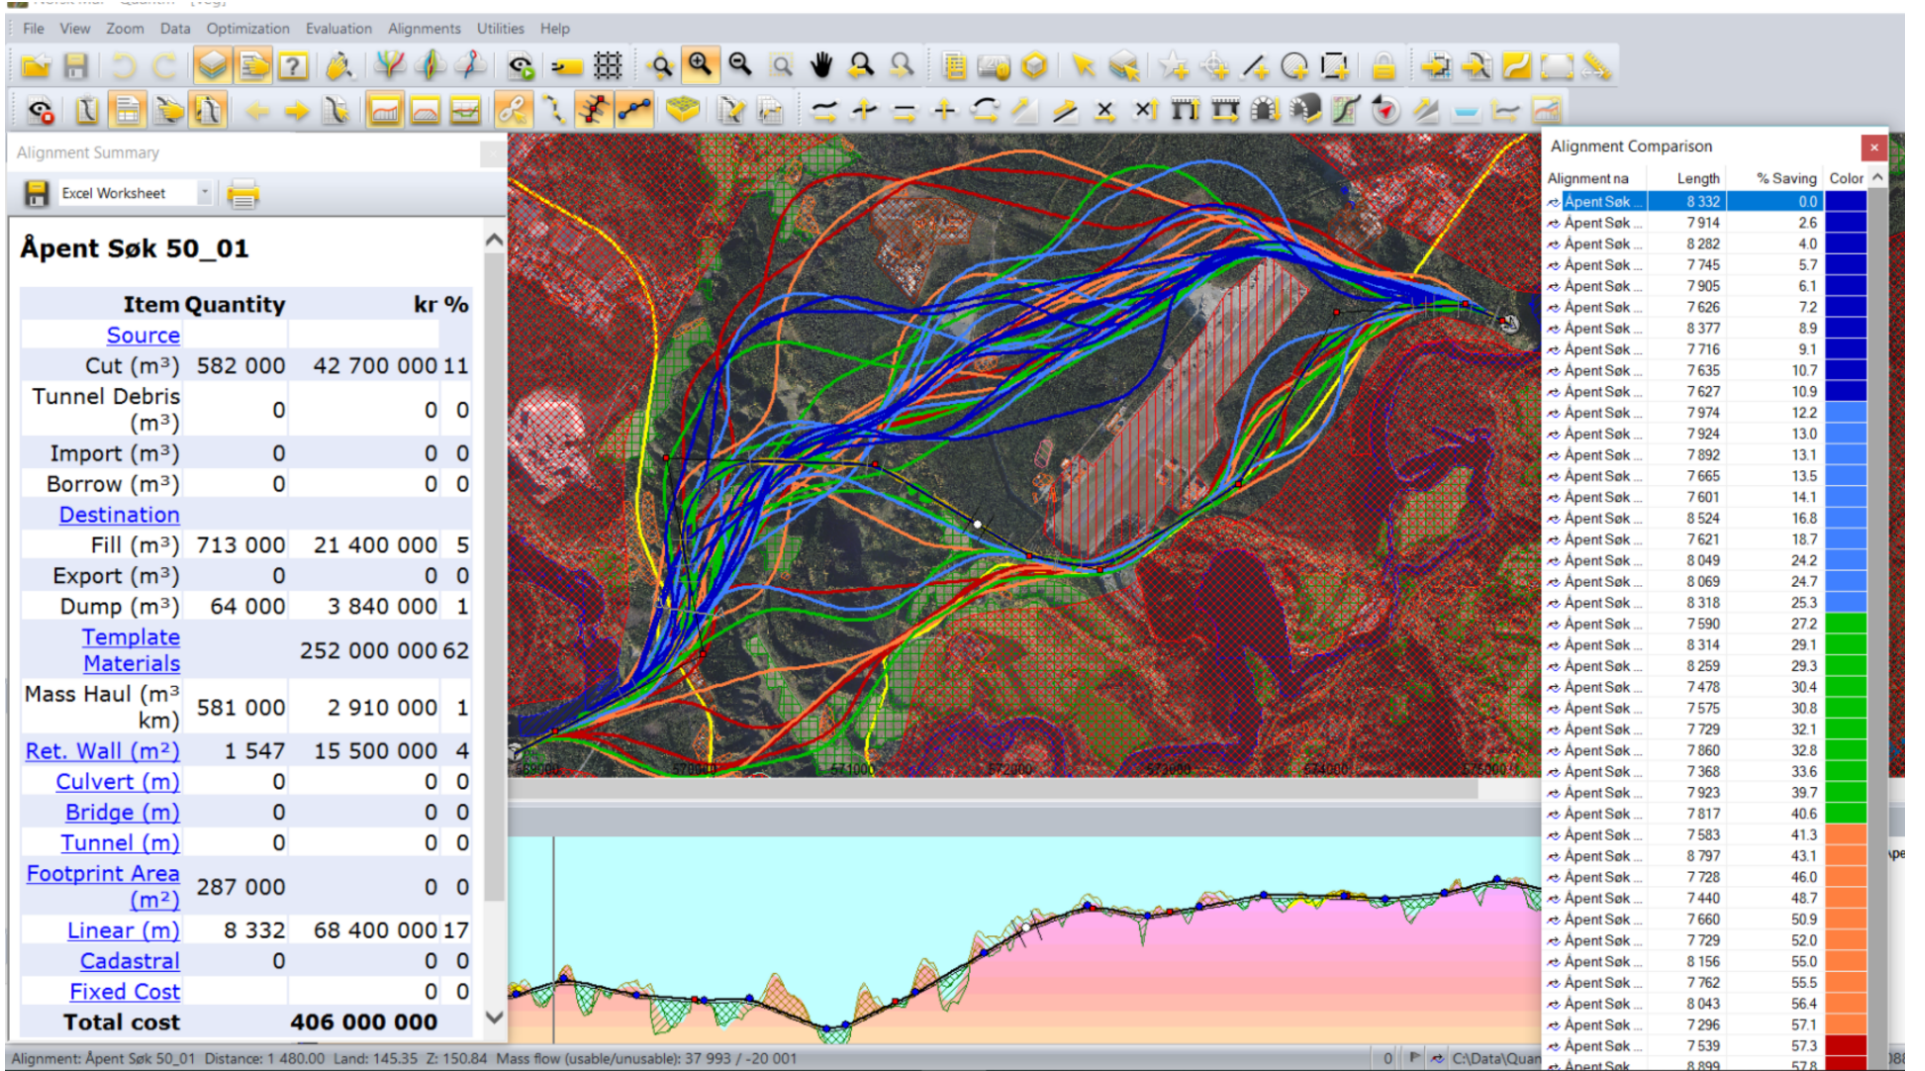 File View Zoom Data Optimization Evaluation Alignments Utilities Help
Alignment Summary
Excel Worksheet
Åpent Søk 50_01
Item Quantity kr %
Source
Cut (m³) 582 000 42 700 000 11
Tunnel Debris
(m³) 0 0 0
Import (m³) 0 0 0
Borrow (m³) 0 0 0
Destination
Fill (m³) 713 000 21 400 000 5
Export (m³) 0 0 0
Dump (m³) 64 000 3 840 000 1
Template
Materials 252 000 000 62
Mass Haul (m³
km) 581 000 2 910 000 1
Ret. Wall (m²) 1 547 15 500 000 4
Culvert (m) 0 0 0
Bridge (m) 0 0 0
Tunnel (m) 0 0 0
Footprint Area
(m²) 287 000 0 0
Linear (m) 8 332 68 400 000 17
Cadastral 0 0 0
Fixed Cost 0 0
Total cost 406 000 000
569000 570000 571000 572000 573000 574000
Alignment Comparison
Alignment na Length % Saving Color
Åpent Søk ... 8 332 0.0
Åpent Søk ... 7 914 2.6
Åpent Søk ... 8 282 4.0
Åpent Søk ... 7 745 5.7
Åpent Søk ... 7 905 6.1
Åpent Søk ... 7 626 7.2
Åpent Søk ... 8 377 8.9
Åpent Søk ... 7 716 9.1
Åpent Søk ... 7 635 10.7
Åpent Søk ... 7 627 10.9
Åpent Søk ... 7 974 12.2
Åpent Søk ... 7 924 13.0
Åpent Søk ... 7 892 13.1
Åpent Søk ... 7 665 13.5
Åpent Søk ... 7 601 14.1
Åpent Søk ... 8 524 16.8
Åpent Søk ... 7 621 18.7
Åpent Søk ... 8 049 24.2
Åpent Søk ... 8 069 24.7
Åpent Søk ... 8 318 25.3
Åpent Søk ... 7 590 27.2
Åpent Søk ... 8 314 29.1
Åpent Søk ... 8 259 29.3
Åpent Søk ... 7 478 30.4
Åpent Søk ... 7 575 30.8
Åpent Søk ... 7 729 32.1
Åpent Søk ... 7 860 32.8
Åpent Søk ... 7 368 33.6
Åpent Søk ... 7 923 39.7
Åpent Søk ... 7 817 40.6
Åpent Søk ... 7 583 41.3
Åpent Søk ... 8 797 43.1
Åpent Søk ... 7 728 46.0
Åpent Søk ... 7 440 48.7
Åpent Søk ... 7 660 50.9
Åpent Søk ... 7 729 52.0
Åpent Søk ... 8 156 55.0
Åpent Søk ... 7 762 55.5
Åpent Søk ... 8 043 56.4
Åpent Søk ... 7 296 57.1
Åpent Søk ... 7 539 57.3
Åpent Søk ... 8 899 57.8
Alignment: Åpent Søk 50_01 Distance: 1 480.00 Land: 145.35 Z: 150.84 Mass flow (usable/unusable): 37 993 / -20 001 0 C:\Data\Quan